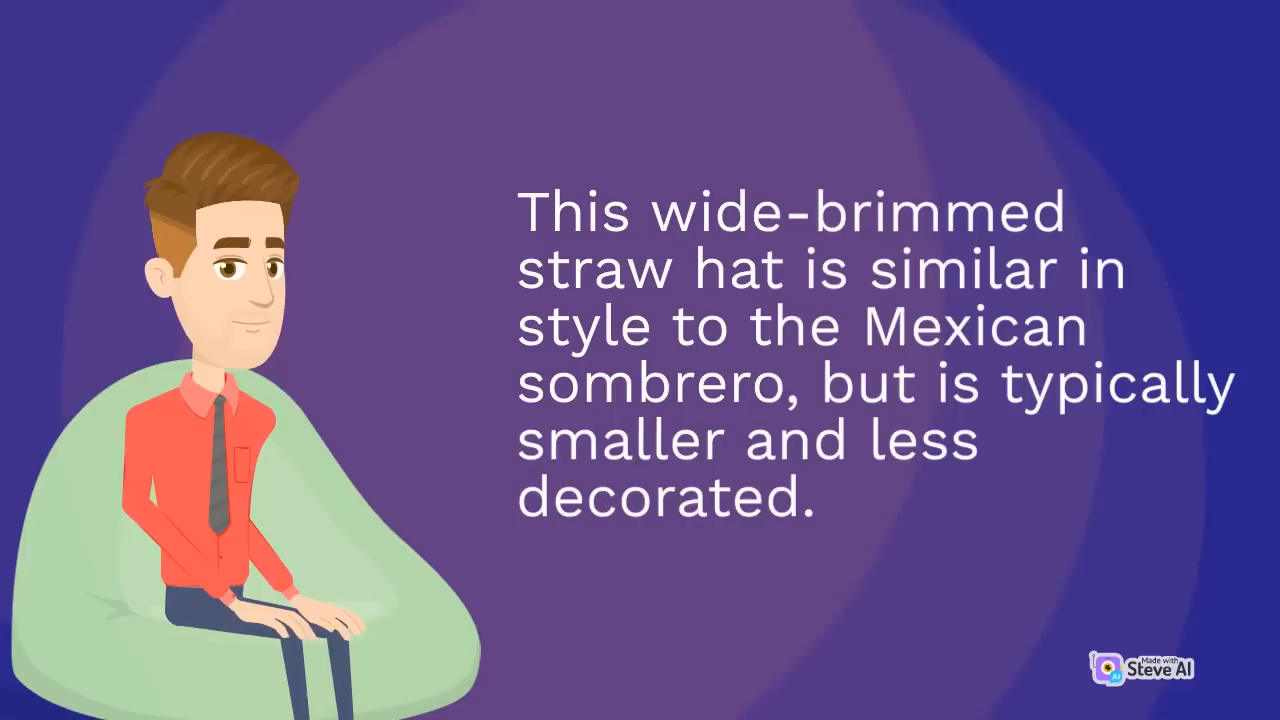 This wide-brimmed
straw hat is similar in
style to the Mexican
sombrero, but is typically
smaller and less
decorated.
Made with
Steve AI
AI